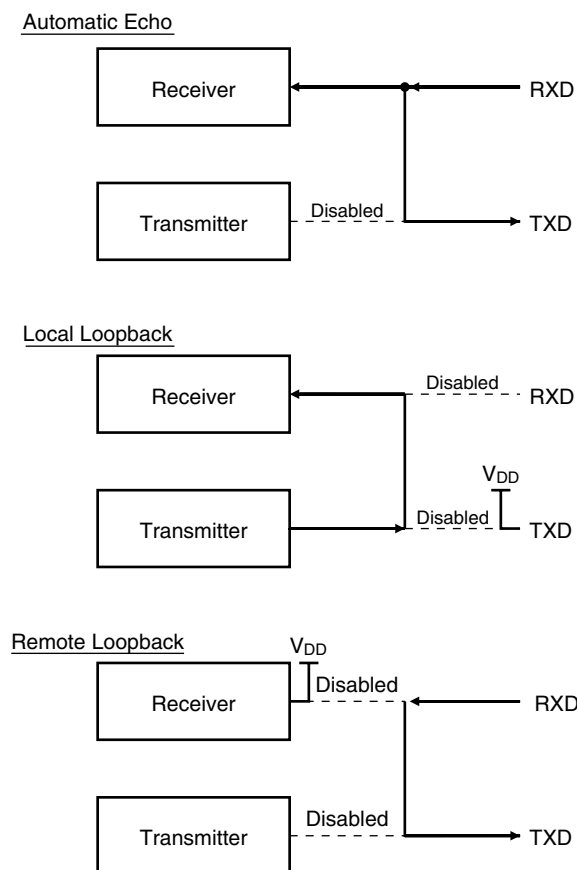 Automatic Echo
Receiver
RXD
Transmitter
Disabled
TXD
Local Loopback
Receiver
Disabled
RXD
VDD
Transmitter
Disabled
TXD
Remote Loopback
VDD
Receiver
Disabled
RXD
Transmitter
Disabled
TXD